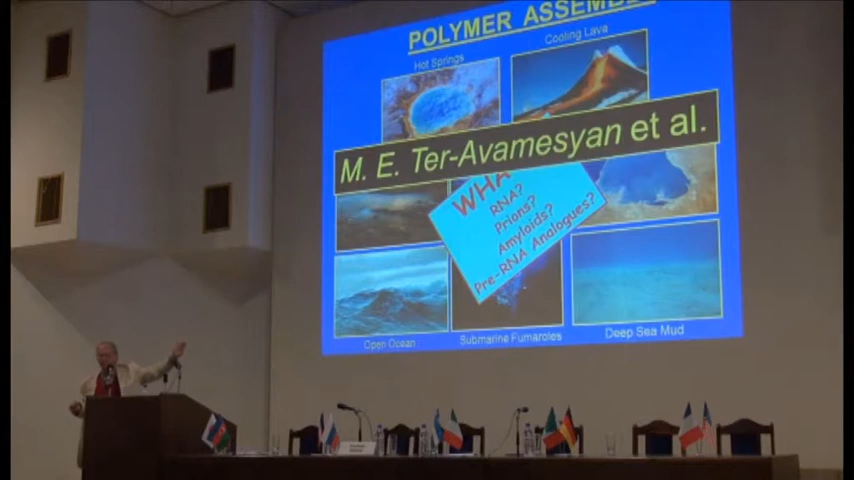 POLYMER ASSEMBL
Hot Springs
Cooling Lava
M. E. Ter-Avamesyan et al.
WHA
RNA?
Prions?
Amyloids?
Pre-RNA Analogues?
Open Ocean
Submarine Fumaroles
Deep Sea Mud